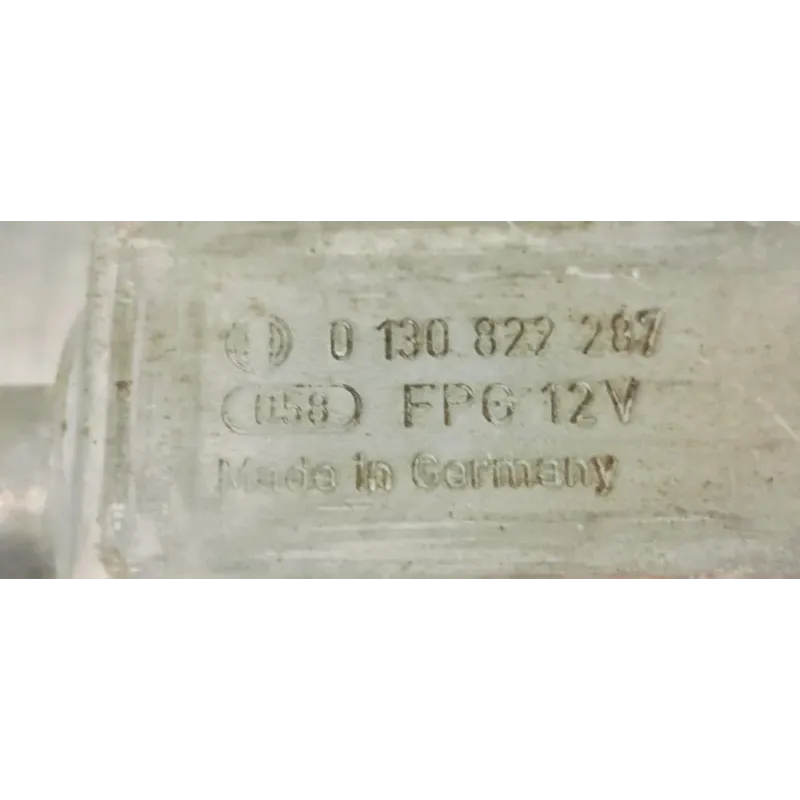 0 130 822 287
058 FPG 12V
Made in Germany